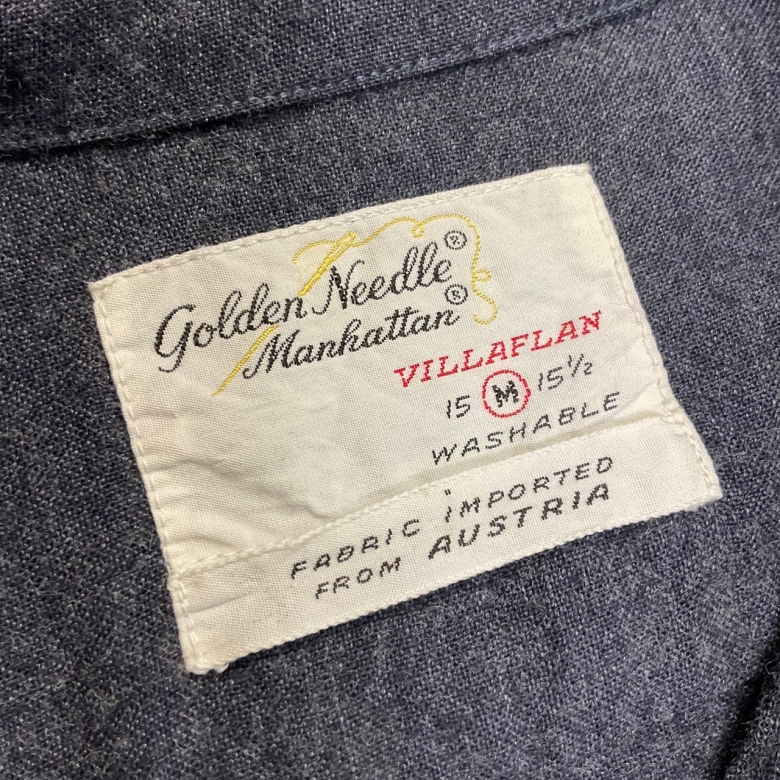 Golden Needle®
Manhattan®
VILLAFLAN
15 M 15½
WASHABLE
FABRIC IMPORTED
FROM AUSTRIA